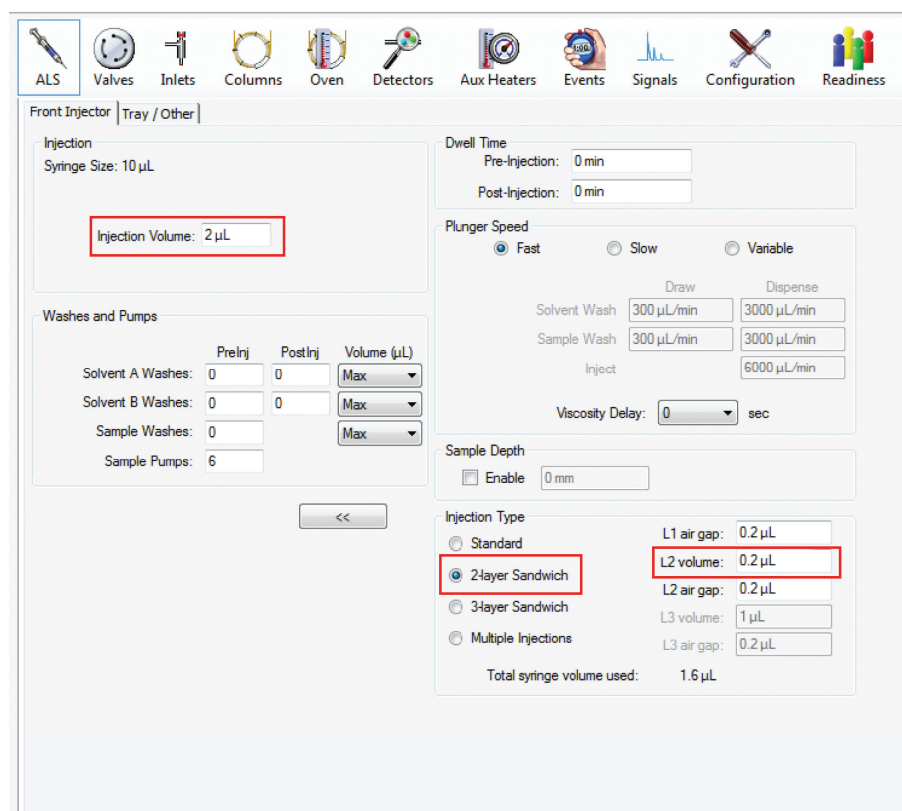 ALS Valves Inlets Columns Oven Detectors Aux Heaters Events Signals Configuration Readiness
Front Injector Tray / Other
Injection
Syringe Size: 10 µL
Injection Volume: 2 µL
Washes and Pumps
PreInj PostInj Volume (µL)
Solvent A Washes: 0 0 Max
Solvent B Washes: 0 0 Max
Sample Washes: 0 Max
Sample Pumps: 6
<<
Dwell Time
Pre-Injection: 0 min
Post-Injection: 0 min
Plunger Speed
Fast Slow Variable
Draw Dispense
Solvent Wash 300 µL/min 3000 µL/min
Sample Wash 300 µL/min 3000 µL/min
Inject 6000 µL/min
Viscosity Delay: 0 sec
Sample Depth
Enable 0 mm
Injection Type
Standard
2-layer Sandwich
3-layer Sandwich
Multiple Injections
L1 air gap: 0.2 µL
L2 volume: 0.2 µL
L2 air gap: 0.2 µL
L3 volume: 1 µL
L3 air gap: 0.2 µL
Total syringe volume used: 1.6 µL